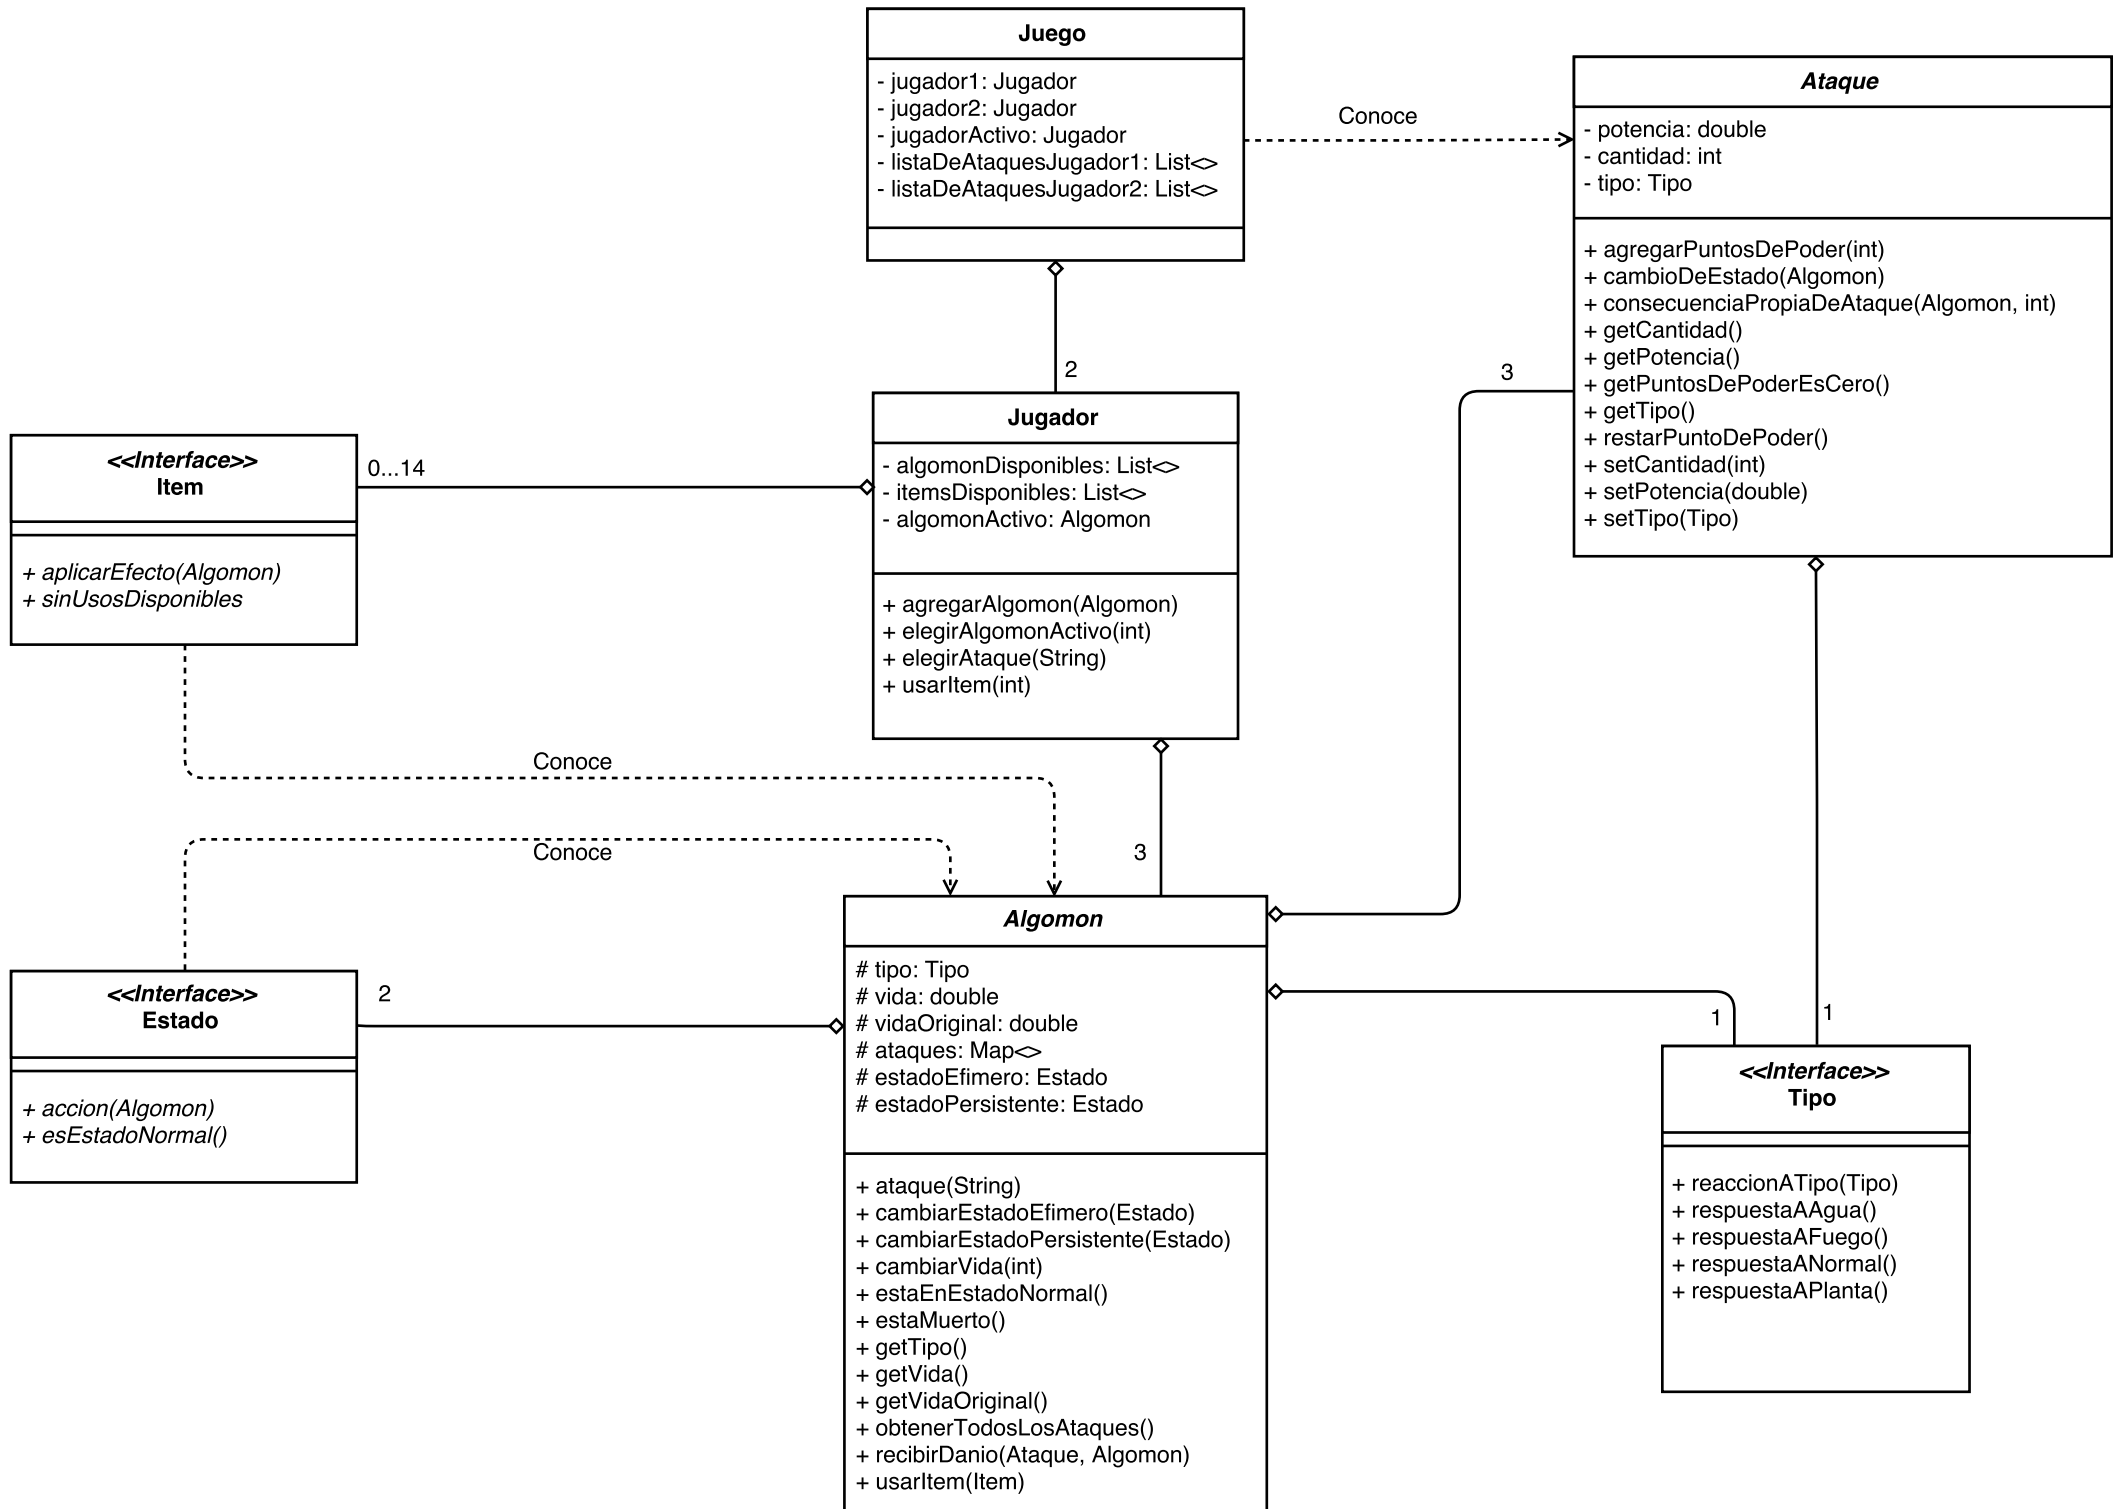 Juego
- jugador1: Jugador
- jugador2: Jugador
- jugadorActivo: Jugador
- listaDeAtaquesJugador1: List<>
- listaDeAtaquesJugador2: List<>
Conoce
Ataque
- potencia: double
- cantidad: int
- tipo: Tipo
+ agregarPuntosDePoder(int)
+ cambioDeEstado(Algomon)
+ consecuenciaPropiaDeAtaque(Algomon, int)
+ getCantidad()
+ getPotencia()
+ getPuntosDePoderEsCero()
+ getTipo()
+ restarPuntoDePoder()
+ setCantidad(int)
+ setPotencia(double)
+ setTipo(Tipo)
2
3
Jugador
- algomonDisponibles: List<>
- itemsDisponibles: List<>
- algomonActivo: Algomon
+ agregarAlgomon(Algomon)
+ elegirAlgomonActivo(int)
+ elegirAtaque(String)
+ usarItem(int)
<<Interface>>
Item
+ aplicarEfecto(Algomon)
+ sinUsosDisponibles
0...14
Conoce
Conoce
3
<<Interface>>
Estado
+ accion(Algomon)
+ esEstadoNormal()
2
Algomon
# tipo: Tipo
# vida: double
# vidaOriginal: double
# ataques: Map<>
# estadoEfimero: Estado
# estadoPersistente: Estado
+ ataque(String)
+ cambiarEstadoEfimero(Estado)
+ cambiarEstadoPersistente(Estado)
+ cambiarVida(int)
+ estaEnEstadoNormal()
+ estaMuerto()
+ getTipo()
+ getVida()
+ getVidaOriginal()
+ obtenerTodosLosAtaques()
+ recibirDanio(Ataque, Algomon)
+ usarItem(Item)
1
1
<<Interface>>
Tipo
+ reaccionATipo(Tipo)
+ respuestaAAgua()
+ respuestaAFuego()
+ respuestaANormal()
+ respuestaAPlanta()